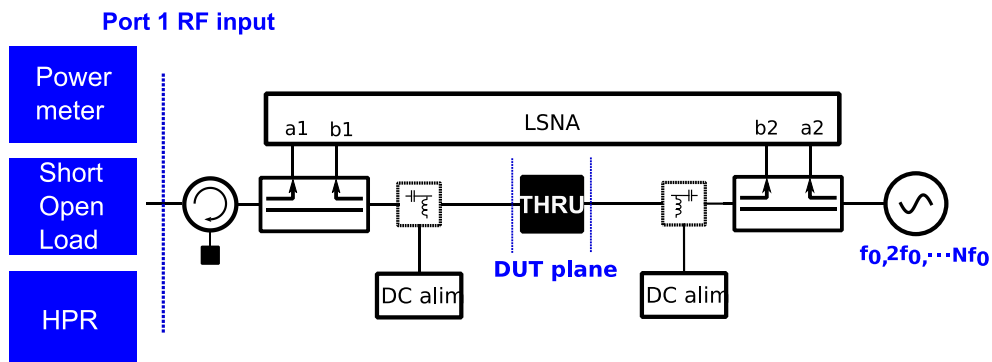 Port 1 RF input
Power
meter
Short
Open
Load
HPR
LSNA
a1 b1 b2 a2
THRU
DUT plane
DC alim
DC alim
f0,2f0,···Nf0